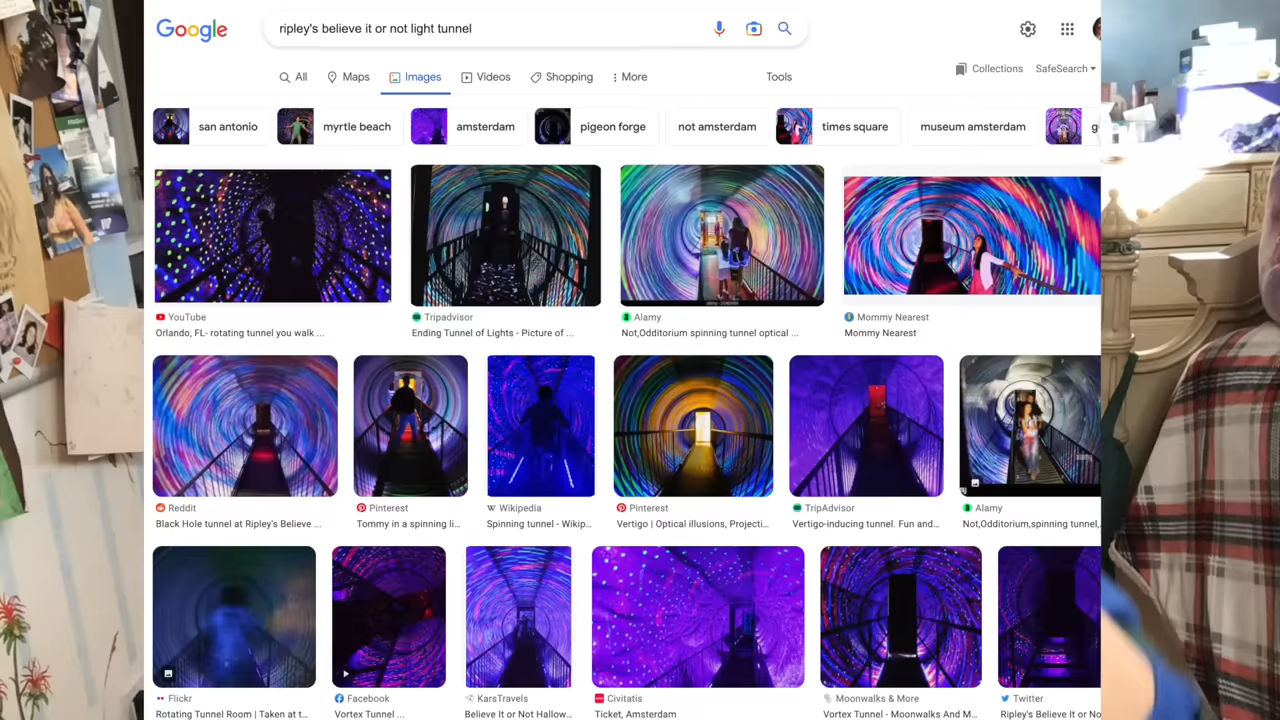 Google
ripley's believe it or not light tunnel
All
Maps
Images
Videos
Shopping
More
Tools
Collections
SafeSearch
san antonio
myrtle beach
amsterdam
pigeon forge
not amsterdam
times square
museum amsterdam
g
YouTube
Orlando, FL- rotating tunnel you walk ...
Tripadvisor
Ending Tunnel of Lights - Picture of ...
Alamy
Not,Odditorium spinning tunnel optical ...
Mommy Nearest
Mommy Nearest
Reddit
Black Hole tunnel at Ripley's Believe ...
Pinterest
Tommy in a spinning li...
Wikipedia
Spinning tunnel - Wikip...
Pinterest
Vertigo | Optical illusions, Projecti...
TripAdvisor
Vertigo-inducing tunnel. Fun and...
Alamy
Not,Odditorium,spinning tunnel,
Flickr
Rotating Tunnel Room | Taken at t...
Facebook
Vortex Tunnel ...
KarsTravels
Believe It or Not Hallow...
Civitatis
Ticket, Amsterdam
Moonwalks & More
Vortex Tunnel - Moonwalks And M...
Twitter
Ripley's Believe It or No